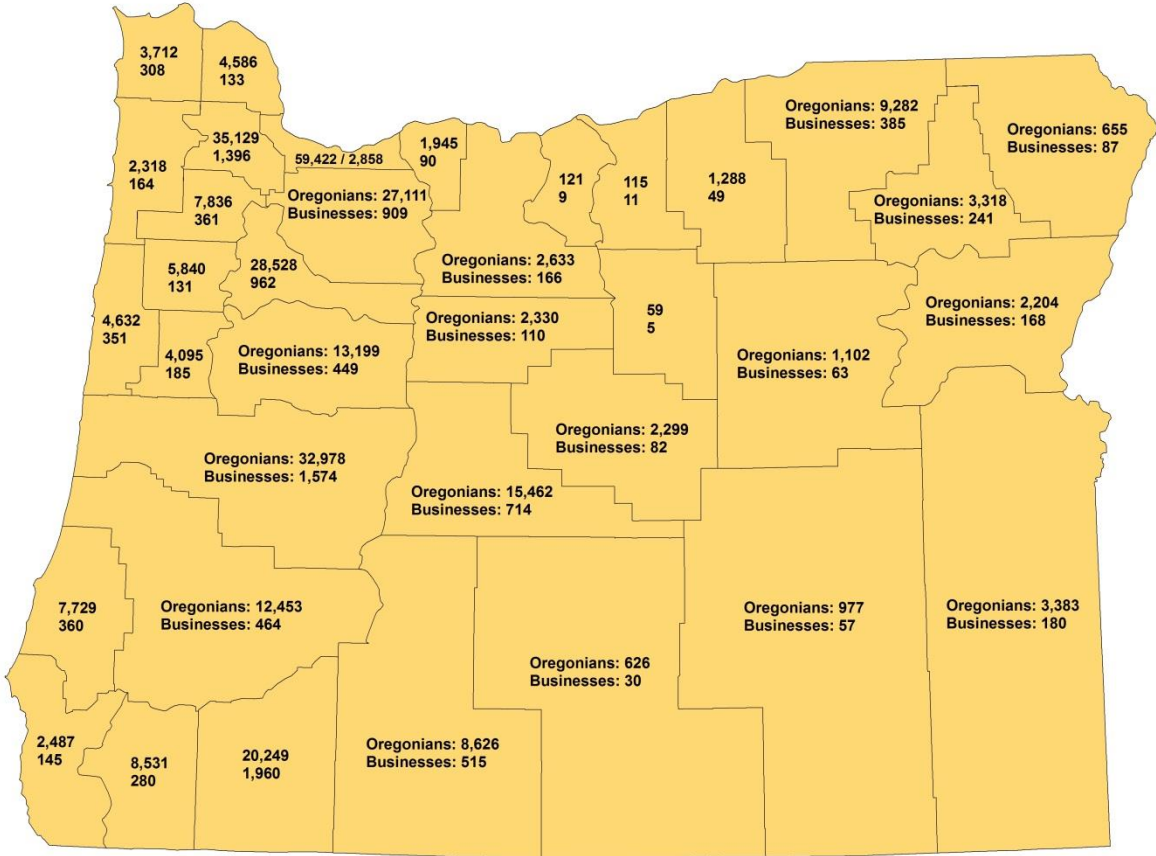 3,712
308
4,586
133
35,129
1,396
2,318
164
7,836
361
59,422 / 2,858
Oregonians: 27,111
Businesses: 909
1,945
90
121
9
115
11
1,288
49
Oregonians: 9,282
Businesses: 385
Oregonians: 655
Businesses: 87
Oregonians: 3,318
Businesses: 241
5,840
131
28,528
962
Oregonians: 2,633
Businesses: 166
4,632
351
4,095
185
Oregonians: 13,199
Businesses: 449
Oregonians: 2,330
Businesses: 110
59
5
Oregonians: 1,102
Businesses: 63
Oregonians: 2,204
Businesses: 168
Oregonians: 32,978
Businesses: 1,574
Oregonians: 2,299
Businesses: 82
Oregonians: 15,462
Businesses: 714
7,729
360
Oregonians: 12,453
Businesses: 464
Oregonians: 977
Businesses: 57
Oregonians: 3,383
Businesses: 180
Oregonians: 626
Businesses: 30
2,487
145
8,531
280
20,249
1,960
Oregonians: 8,626
Businesses: 515